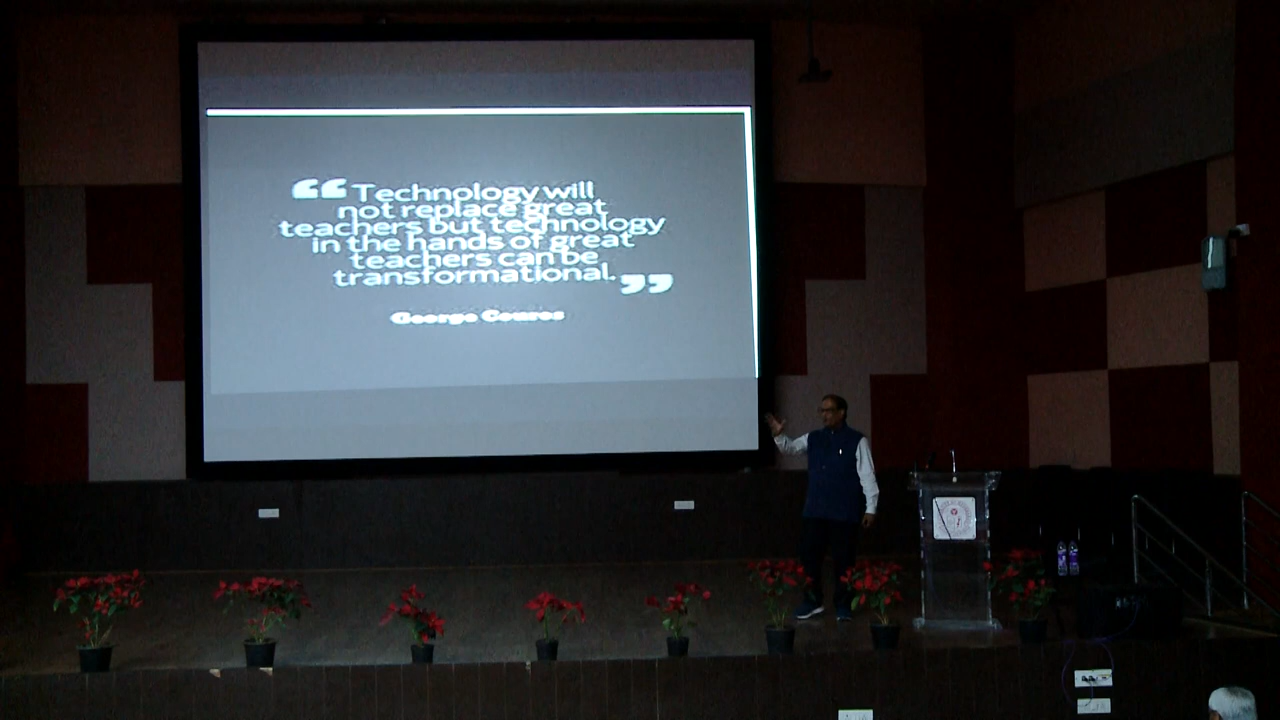 “Technology will
not replace great
teachers but technology
in the hands of great
teachers can be
transformational.”
George Couros